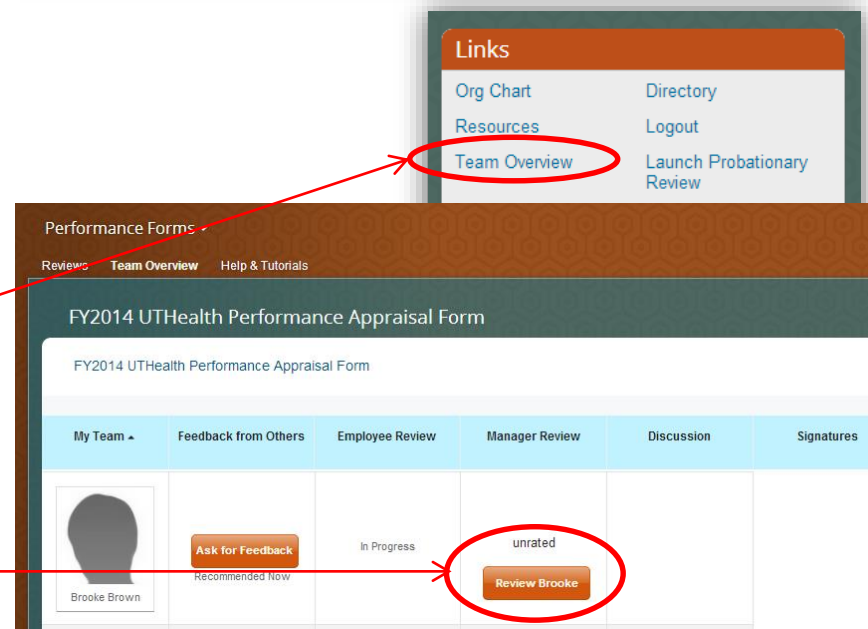 Links
Org Chart Directory
Resources Logout
Team Overview Launch Probationary Review
Performance Forms
Reviews Team Overview Help & Tutorials
FY2014 UTHealth Performance Appraisal Form
FY2014 UTHealth Performance Appraisal Form
My Team Feedback from Others Employee Review Manager Review Discussion Signatures
Ask for Feedback In Progress unrated
Recommended Now Review Brooke
Brooke Brown